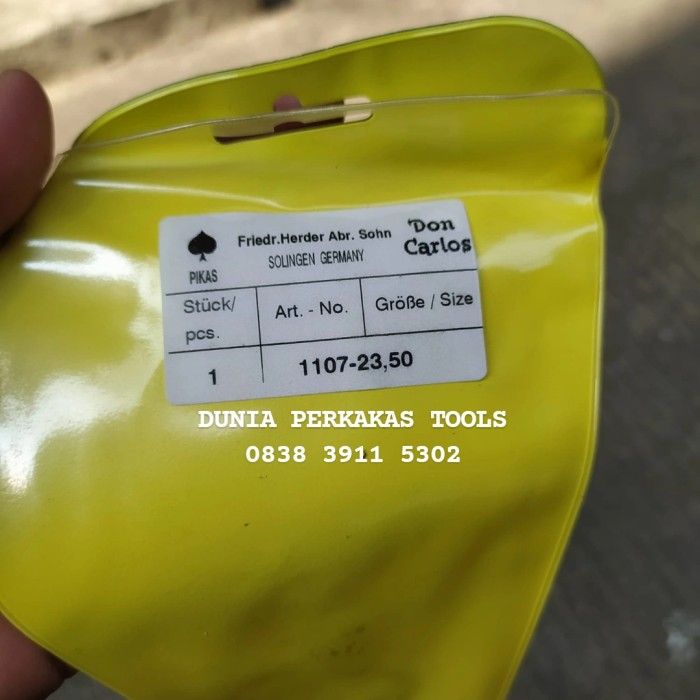 PIKAS
Friedr.Herder Abr. Sohn
SOLINGEN GERMANY
Don
Carlos
Stück/
pcs.
Art. - No.
Größe / Size
1
1107-23,50
DUNIA PERKAKAS TOOLS
0838 3911 5302